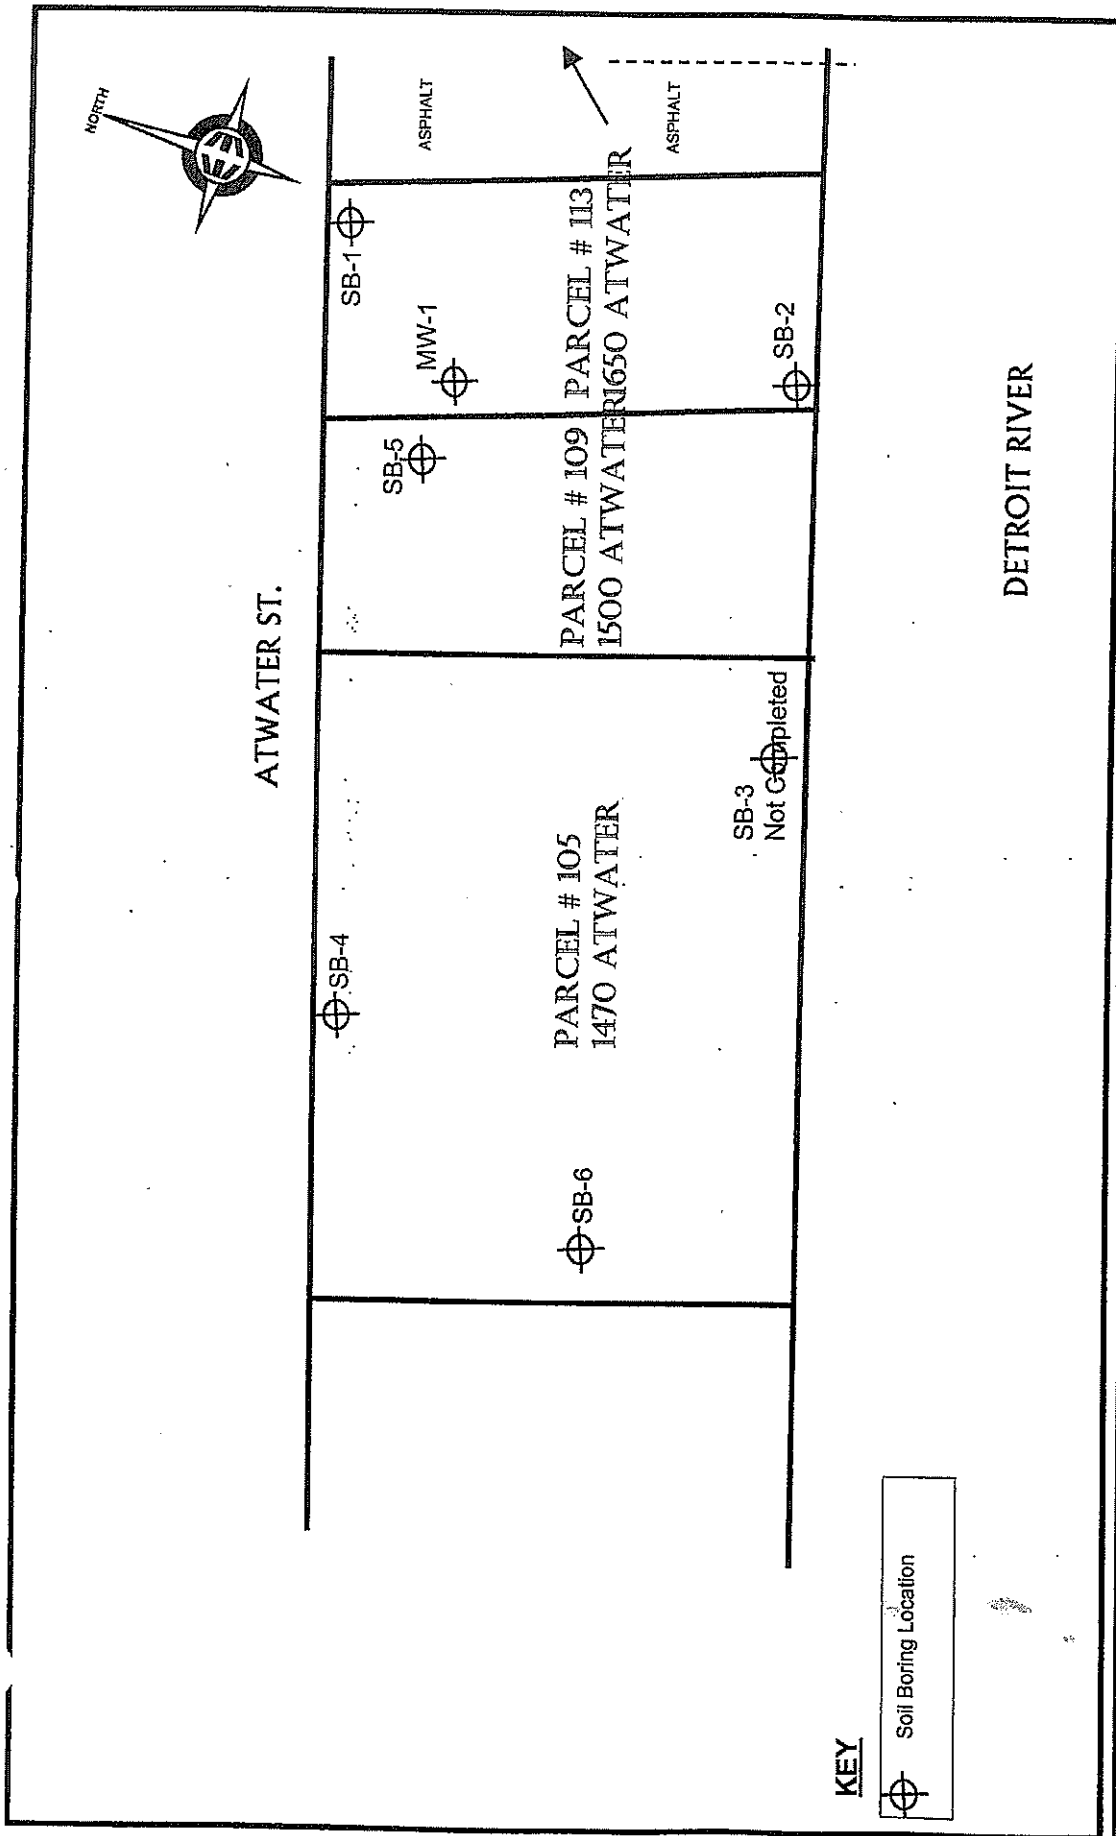 NORTH
ATWATER ST.
ASPHALT
ASPHALT
SB-1
MW-1
SB-5
SB-4
SB-6
SB-2
SB-3
Not Completed
PARCEL # 105
1470 ATWATER
PARCEL # 109
1500 ATWATER
PARCEL # 113
1650 ATWATER
DETROIT RIVER
KEY
Soil Boring Location